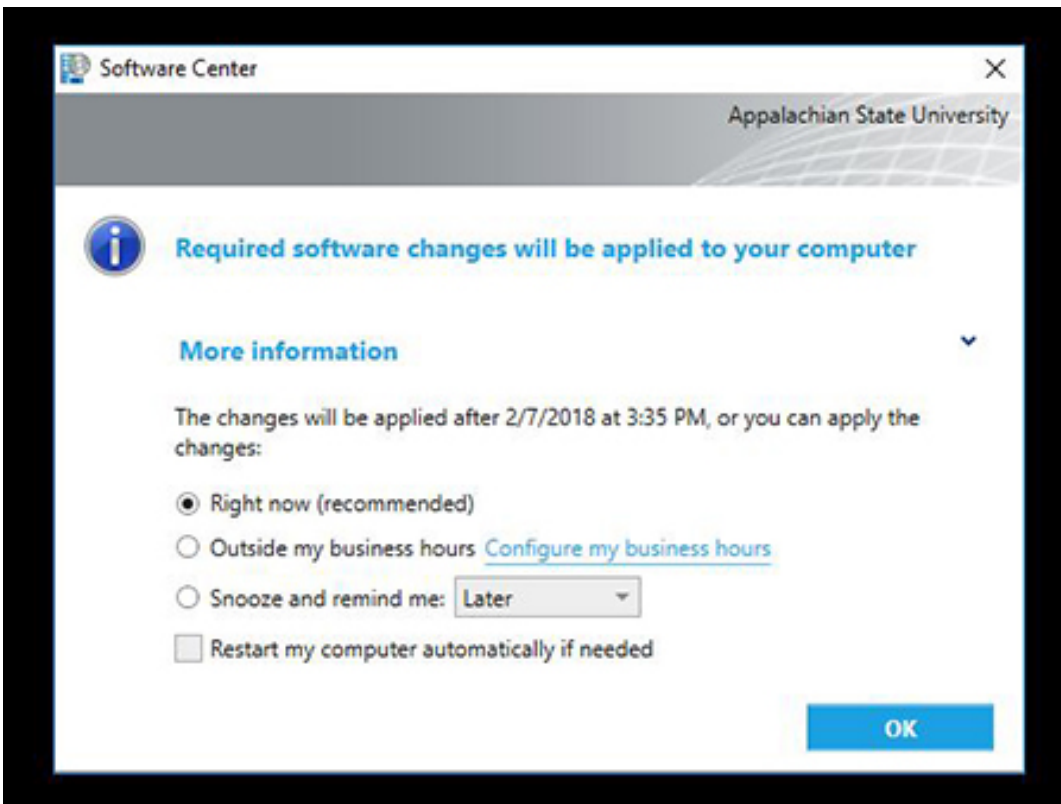 Software Center
Appalachian State University
Required software changes will be applied to your computer
More information
The changes will be applied after 2/7/2018 at 3:35 PM, or you can apply the
changes:
Right now (recommended)
Outside my business hours Configure my business hours
Snooze and remind me: Later
Restart my computer automatically if needed
OK